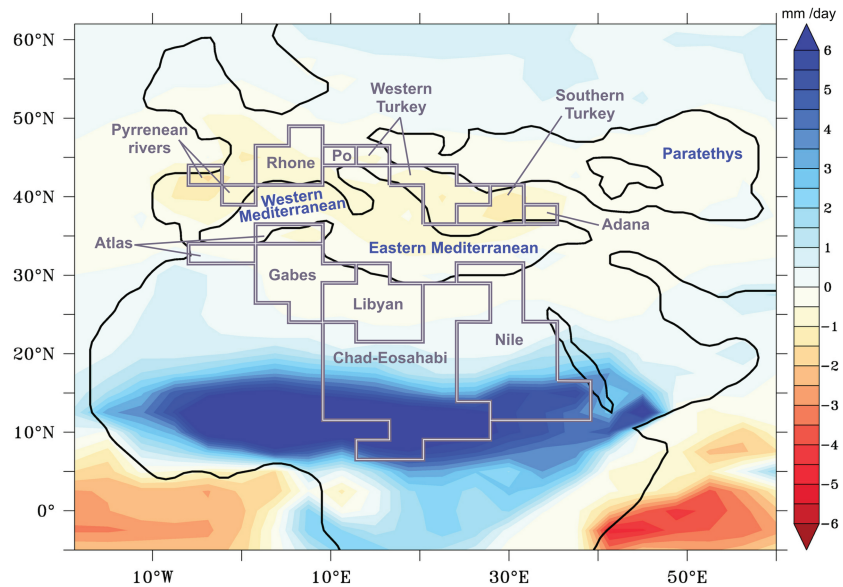 mm /day
60°N
50°N
40°N
30°N
20°N
10°N
0°
10°W
10°E
30°E
50°E
6
5
4
3
2
1
0
−1
−2
−3
−4
−5
−6
Western
Turkey
Southern
Turkey
Pyrrenean
rivers
Rhone
Po
Paratethys
Western
Mediterranean
Adana
Atlas
Eastern Mediterranean
Gabes
Libyan
Nile
Chad-Eosahabi